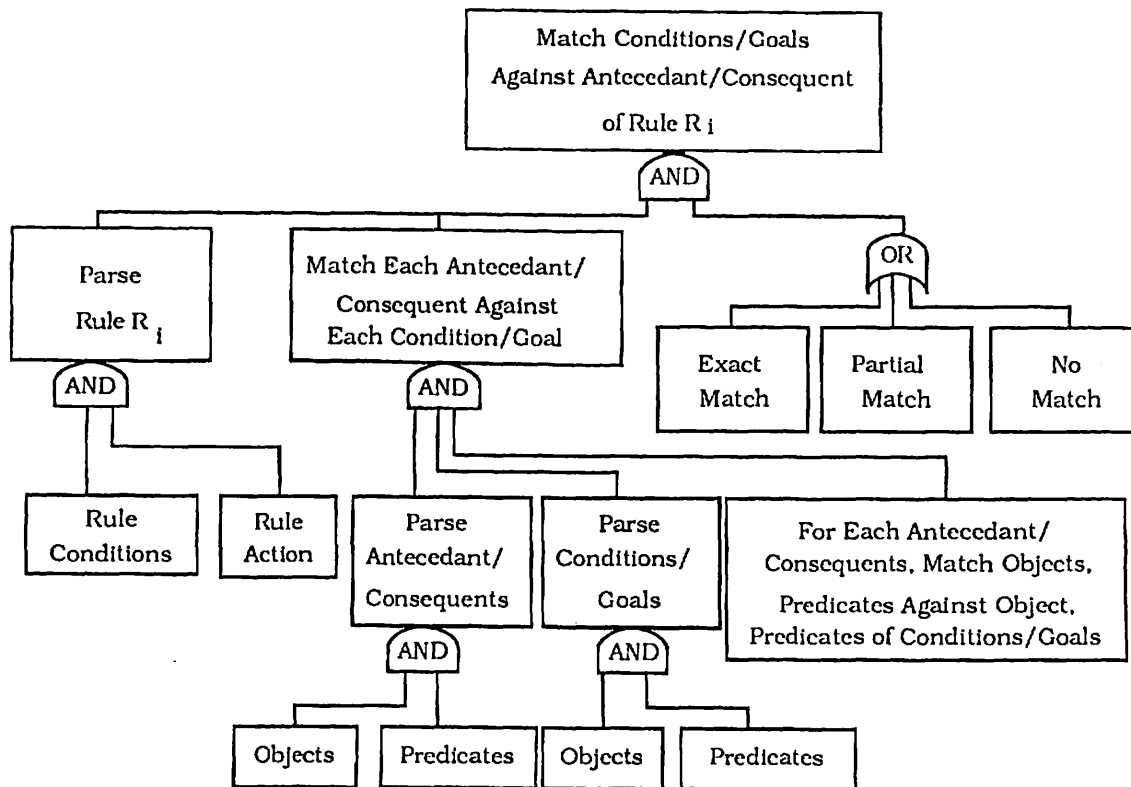 Match Conditions/Goals
Against Antecedant/Consequent
of Rule R i
AND
Parse
Rule R i
Match Each Antecedant/
Consequent Against
Each Condition/Goal
OR
AND
AND
Exact
Match
Partial
Match
No
Match
Rule
Conditions
Rule
Action
Parse
Antecedant/
Consequents
Parse
Conditions/
Goals
For Each Antecedant/
Consequents, Match Objects,
Predicates Against Object,
Predicates of Conditions/Goals
AND
AND
Objects
Predicates
Objects
Predicates